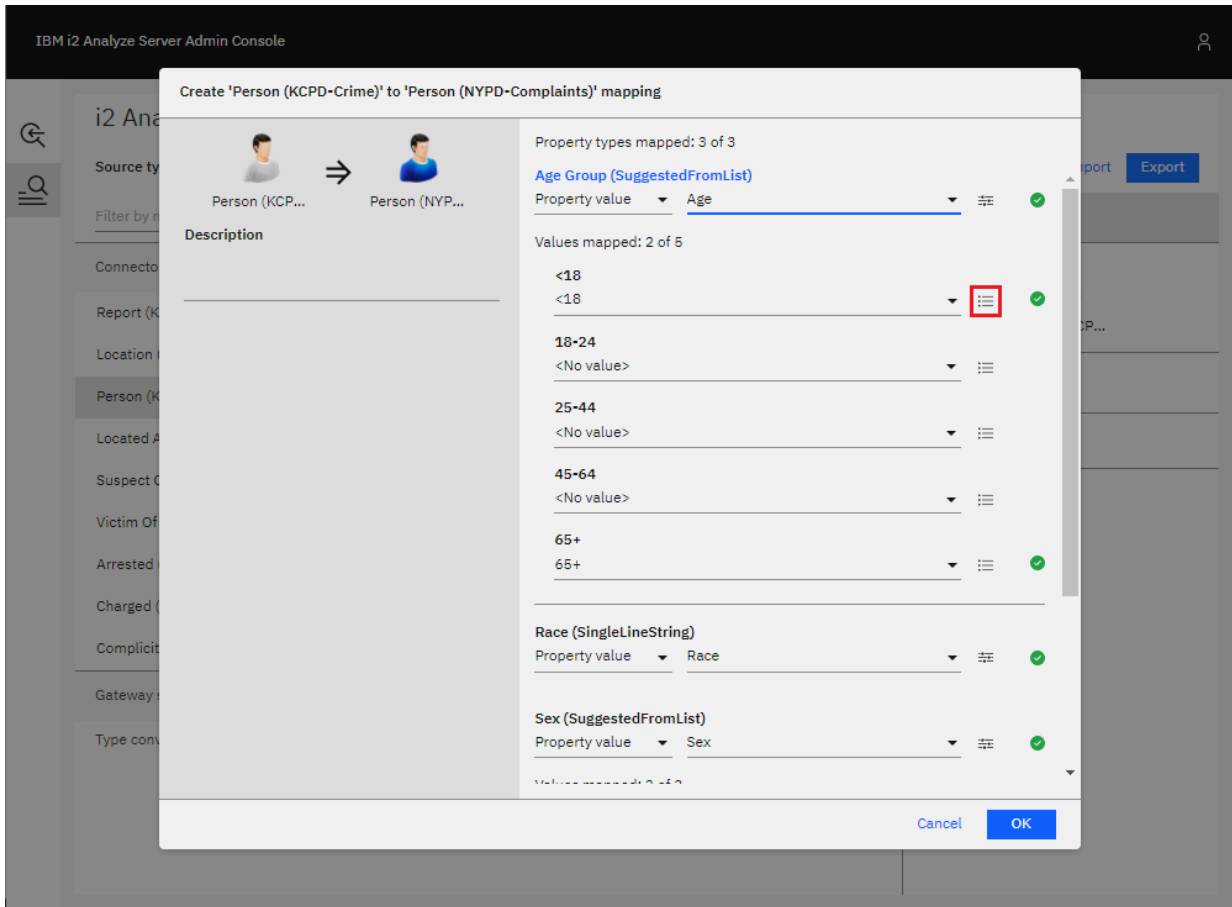 IBM i2 Analyze Server Admin Console
Create 'Person (KCPD-Crime)' to 'Person (NYPD-Complaints)' mapping
i2 Ana
Source ty
Filter by n
Connecto
Report (K
Location (
Person (K
Located A
Suspect C
Victim Of
Arrested
Charged (
Complicit
Gateway s
Type conv
Person (KCP...
Person (NYP...
Description
Property types mapped: 3 of 3
Age Group (SuggestedFromList)
Property value Age
Values mapped: 2 of 5
<18
<18
18-24
<No value>
25-44
<No value>
45-64
<No value>
65+
65+
Race (SingleLineString)
Property value Race
Sex (SuggestedFromList)
Property value Sex
Values mapped:
Cancel OK
port Export
CP...